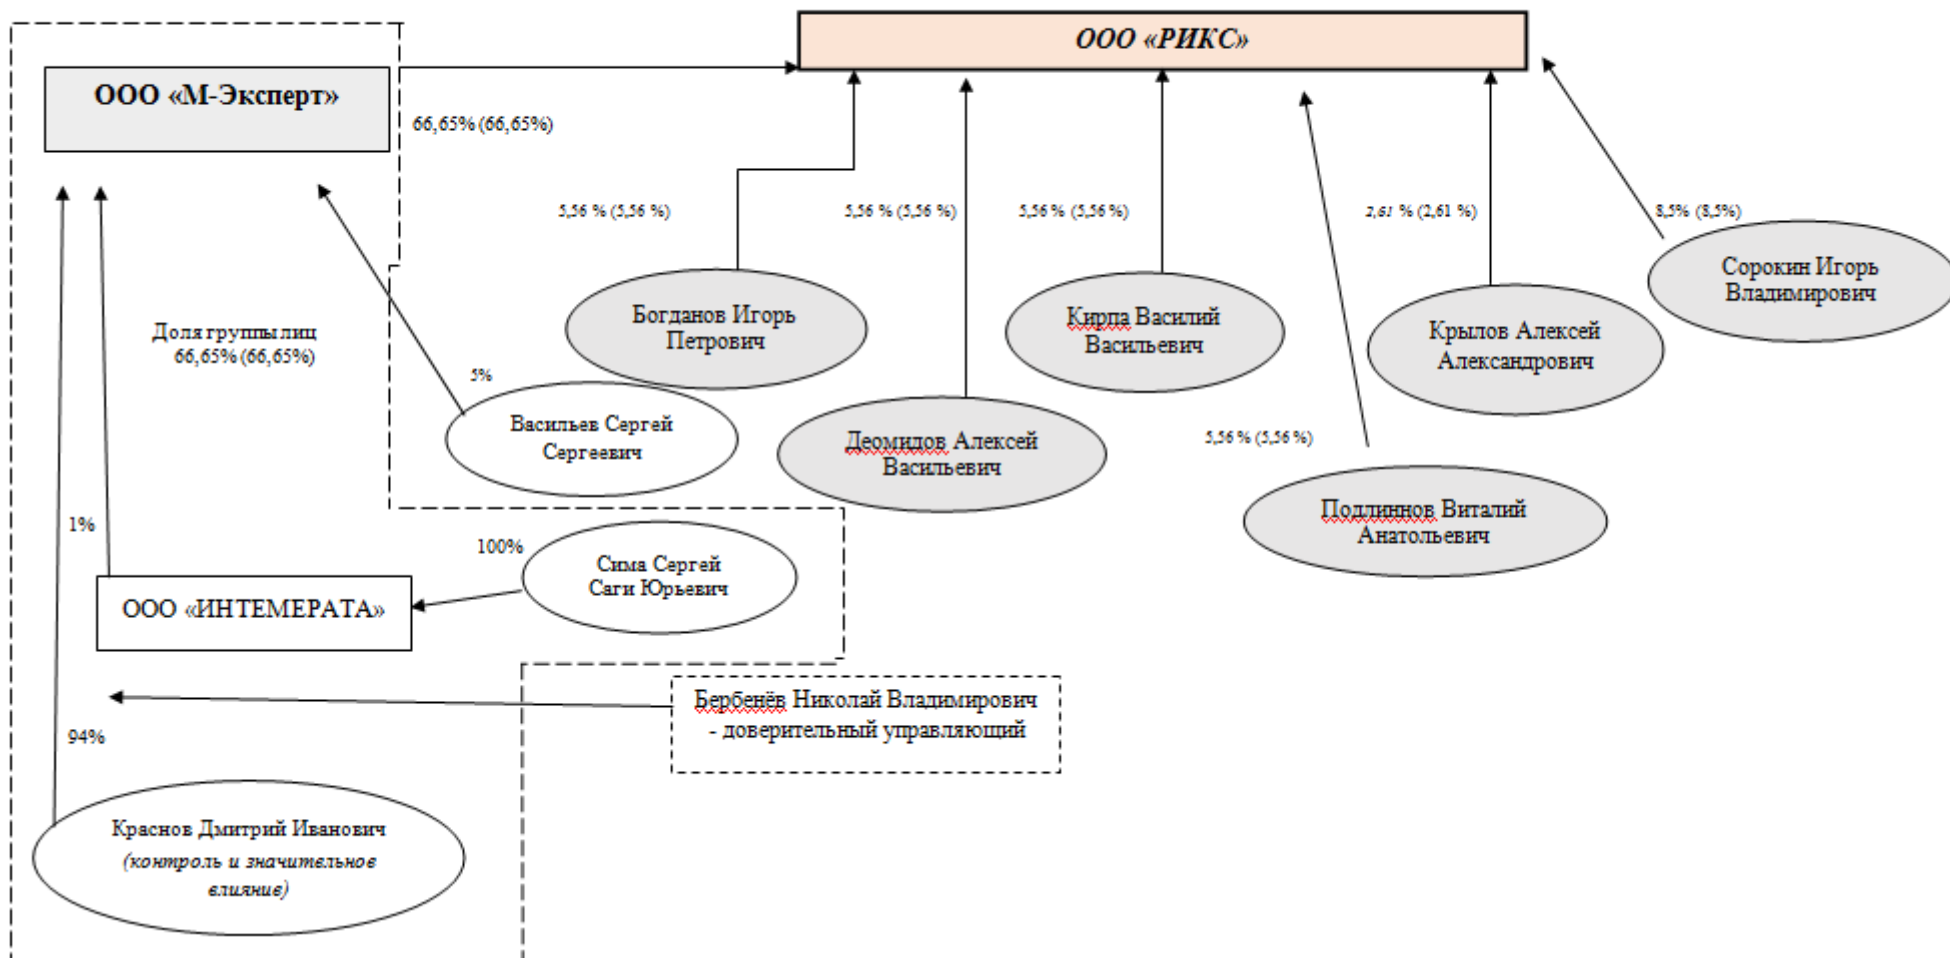 ООО «РИКС»
ООО «М-Эксперт»
66,65% (66,65%)
5,56 % (5,56 %)
5,56 % (5,56 %)
5,56 % (5,56 %)
2,61 % (2,61 %)
8,5% (8,5%)
Сорокин Игорь
Владимирович
Богданов Игорь
Петрович
Кирпа Василий
Васильевич
Крылов Алексей
Александрович
Доля группы лиц
66,65% (66,65%)
5%
Васильев Сергей
Сергеевич
Деомидов Алексей
Васильевич
5,56 % (5,56 %)
Подлиннов Виталий
Анатольевич
1%
100%
Сима Сергей
Саги Юрьевич
ООО «ИНТЕМЕРАТА»
Бербенёв Николай Владимирович
- доверительный управляющий
94%
Краснов Дмитрий Иванович
(контроль и значительное
влияние)